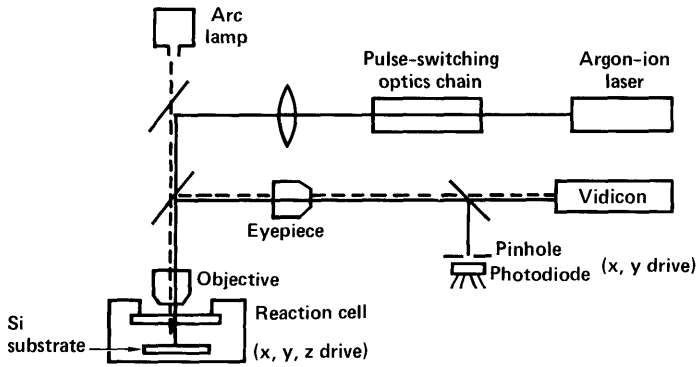 Arc
lamp
Pulse-switching
optics chain
Argon-ion
laser
Vidicon
Eyepiece
Pinhole
Photodiode (x, y drive)
Objective
Reaction cell
Si
substrate
(x, y, z drive)